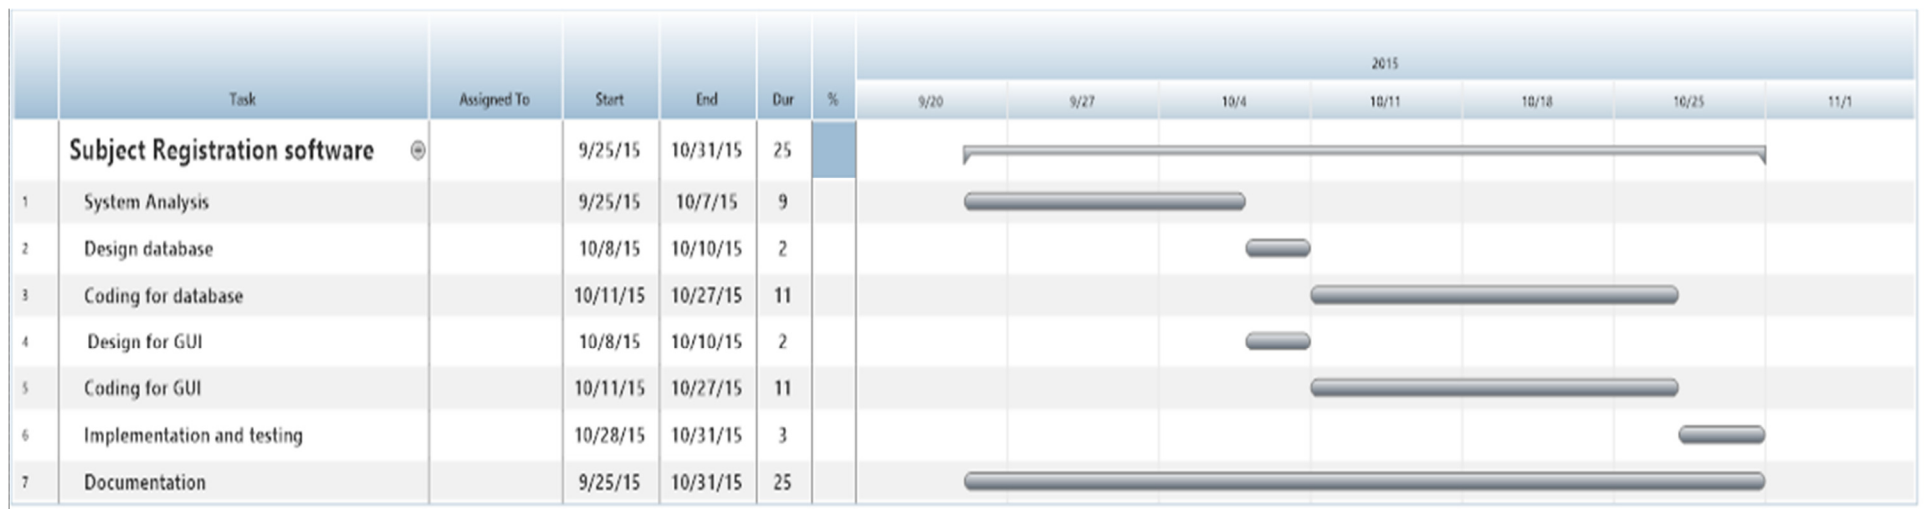 2015
Task Assigned To Start End Dur % 9/20 9/27 10/4 10/11 10/18 10/25 11/1
Subject Registration software 9/25/15 10/31/15 25
1 System Analysis 9/25/15 10/7/15 9
2 Design database 10/8/15 10/10/15 2
3 Coding for database 10/11/15 10/27/15 11
4 Design for GUI 10/8/15 10/10/15 2
5 Coding for GUI 10/11/15 10/27/15 11
6 Implementation and testing 10/28/15 10/31/15 3
7 Documentation 9/25/15 10/31/15 25